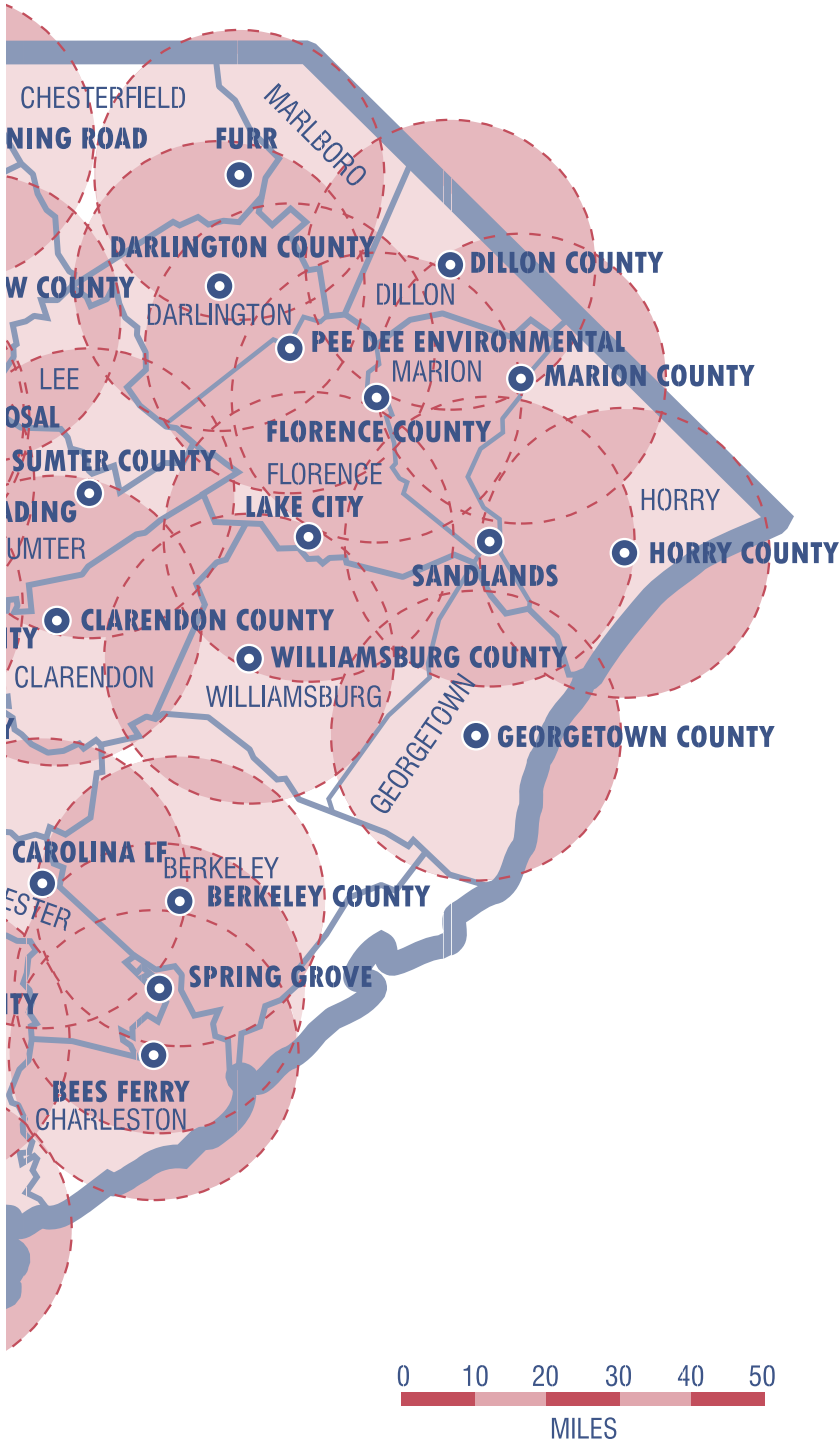 CHESTERFIELD
MARLBORO
NING ROAD
FURR
DARLINGTON COUNTY
DILLON COUNTY
W COUNTY
DILLON
DARLINGTON
PEE DEE ENVIRONMENTAL
MARION
MARION COUNTY
LEE
OSAL
FLORENCE COUNTY
SUMTER COUNTY
FLORENCE
HORRY
LAKE CITY
ADING
UMTER
HORRY COUNTY
SANDLANDS
CLARENDON COUNTY
TY
WILLIAMSBURG COUNTY
CLARENDON
WILLIAMSBURG
GEORGETOWN
Y
GEORGETOWN COUNTY
CAROLINA LF
BERKELEY
BERKELEY COUNTY
ESTER
SPRING GROVE
ITY
BEES FERRY
CHARLESTON
0 10 20 30 40 50
MILES